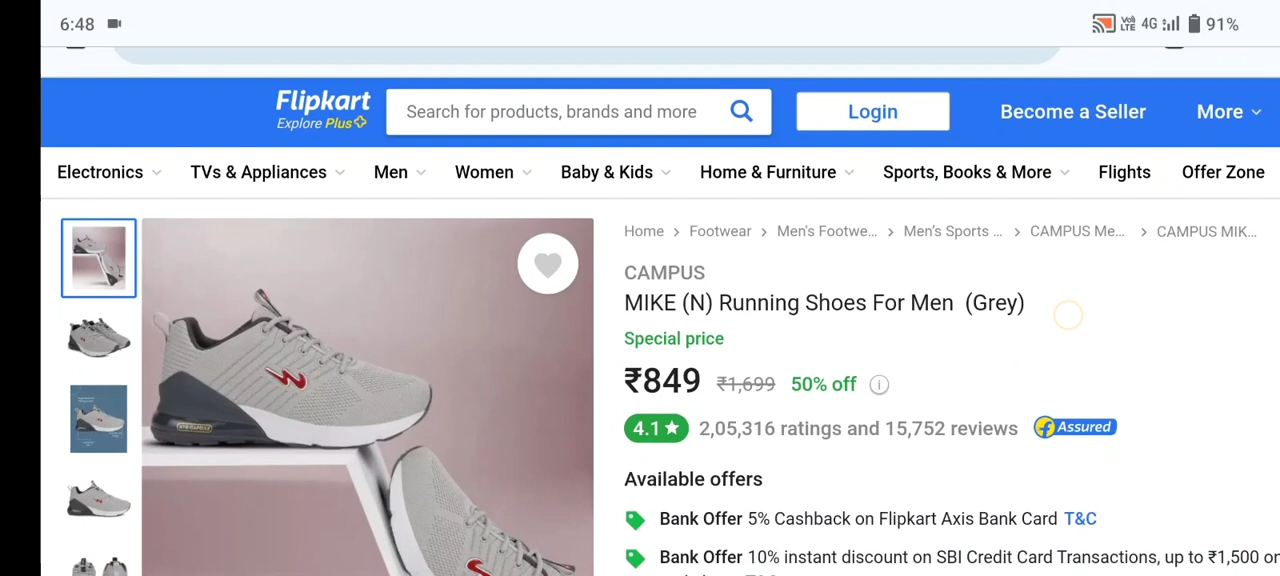 6:48
Vo) LTE 4G 91%
Flipkart
Explore Plus
Search for products, brands and more
Login
Become a Seller
More
Electronics TVs & Appliances Men Women Baby & Kids Home & Furniture Sports, Books & More Flights Offer Zone
Home > Footwear > Men's Footwe... > Men's Sports ... > CAMPUS Me... > CAMPUS MIK...
CAMPUS
MIKE (N) Running Shoes For Men (Grey)
Special price
₹849 ₹1,699 50% off
4.1★ 2,05,316 ratings and 15,752 reviews Assured
Available offers
Bank Offer 5% Cashback on Flipkart Axis Bank Card T&C
Bank Offer 10% instant discount on SBI Credit Card Transactions, up to ₹1,500 on